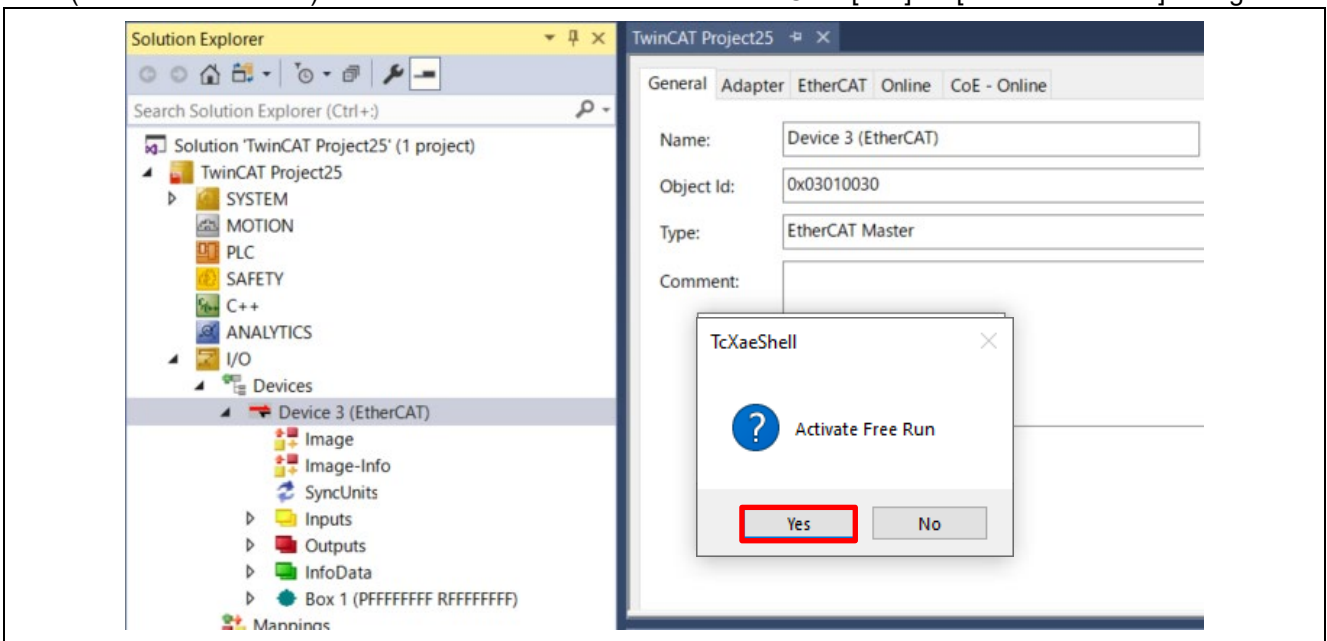 Solution Explorer
Search Solution Explorer (Ctrl+:)
Solution 'TwinCAT Project25' (1 project)
TwinCAT Project25
SYSTEM
MOTION
PLC
SAFETY
C++
ANALYTICS
I/O
Devices
Device 3 (EtherCAT)
Image
Image-Info
SyncUnits
Inputs
Outputs
InfoData
Box 1 (PFFFFFFFF RFFFFFFFF)
Mappings
TwinCAT Project25
General Adapter EtherCAT Online CoE - Online
Name: Device 3 (EtherCAT)
Object Id: 0x03010030
Type: EtherCAT Master
Comment:
TcXaeShell
Activate Free Run
Yes No